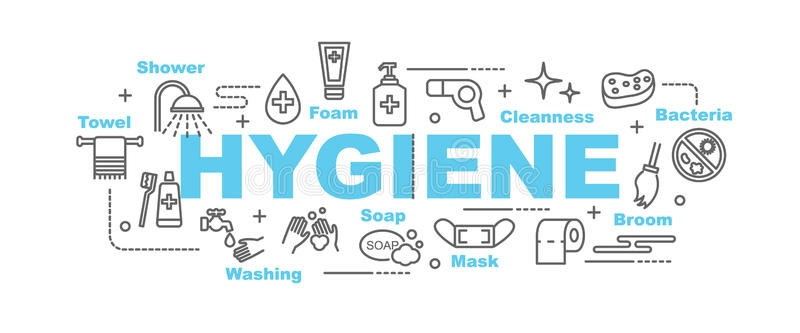 Shower
Foam
Cleanness
Bacteria
Towel
HYGIENE
Soap
Broom
SOAP
Washing
Mask